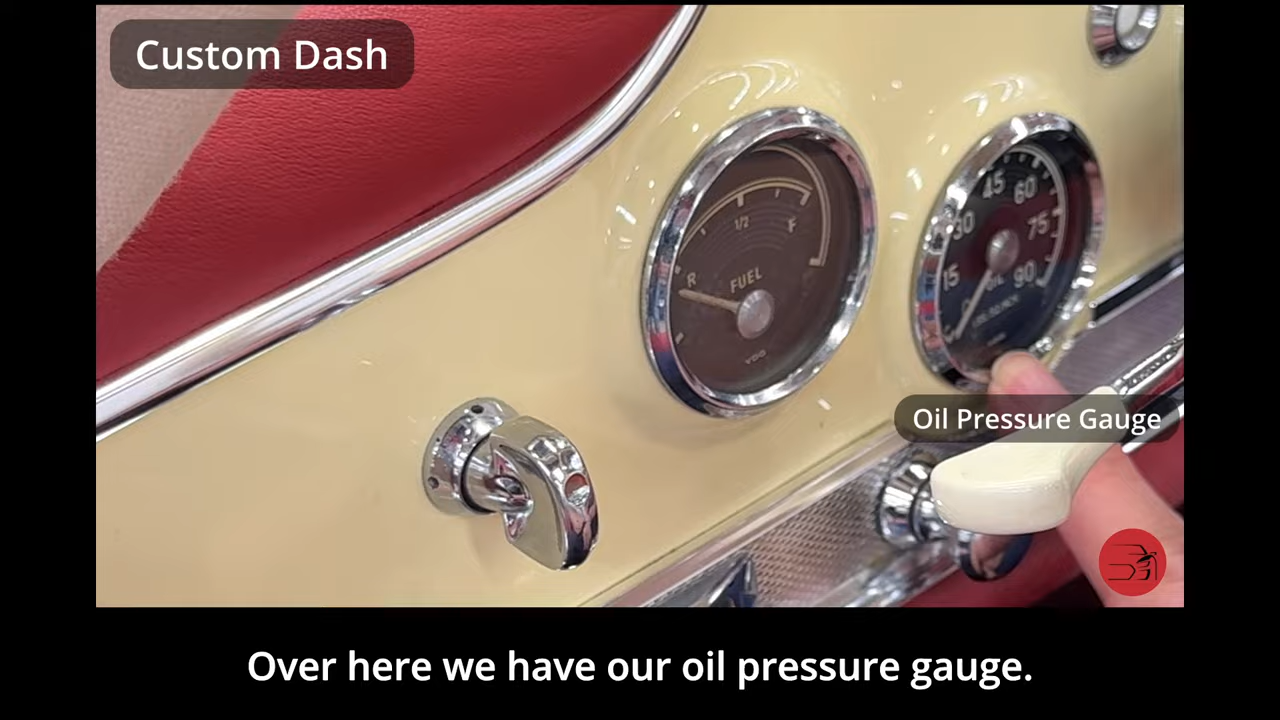 Custom Dash
1/2
F
R
FUEL
VDO
45
60
30
75
15
90
OIL
Oil Pressure Gauge
Over here we have our oil pressure gauge.